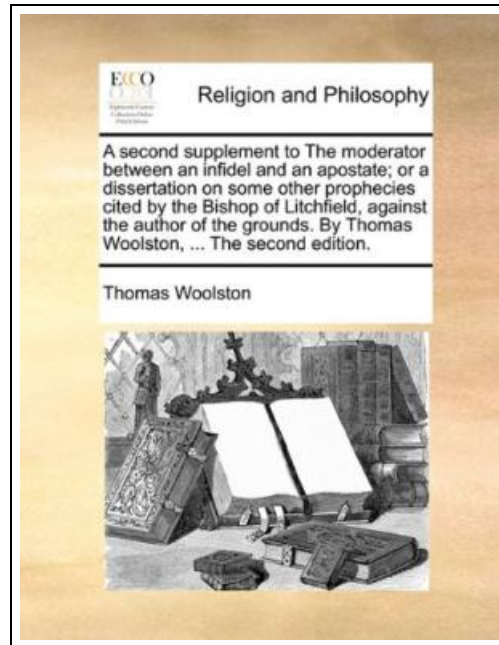 ECCO
Religion and Philosophy
A second supplement to The moderator
between an infidel and an apostate; or a
dissertation on some other prophecies
cited by the Bishop of Litchfield, against
the author of the grounds. By Thomas
Woolston, ... The second edition.
Thomas Woolston